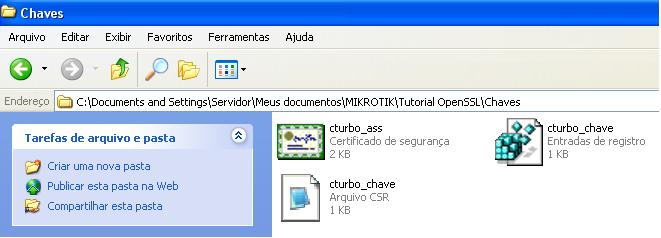 Chaves
Arquivo Editar Exibir Favoritos Ferramentas Ajuda
Endereço C:\Documents and Settings\Servidor\Meus documentos\MIKROTIK\Tutorial OpenSSL\Chaves
Tarefas de arquivo e pasta
Criar uma nova pasta
Publicar esta pasta na Web
Compartilhar esta pasta
cturbo_ass
Certificado de segurança
2 KB
cturbo_chave
Entradas de registro
1 KB
cturbo_chave
Arquivo CSR
1 KB